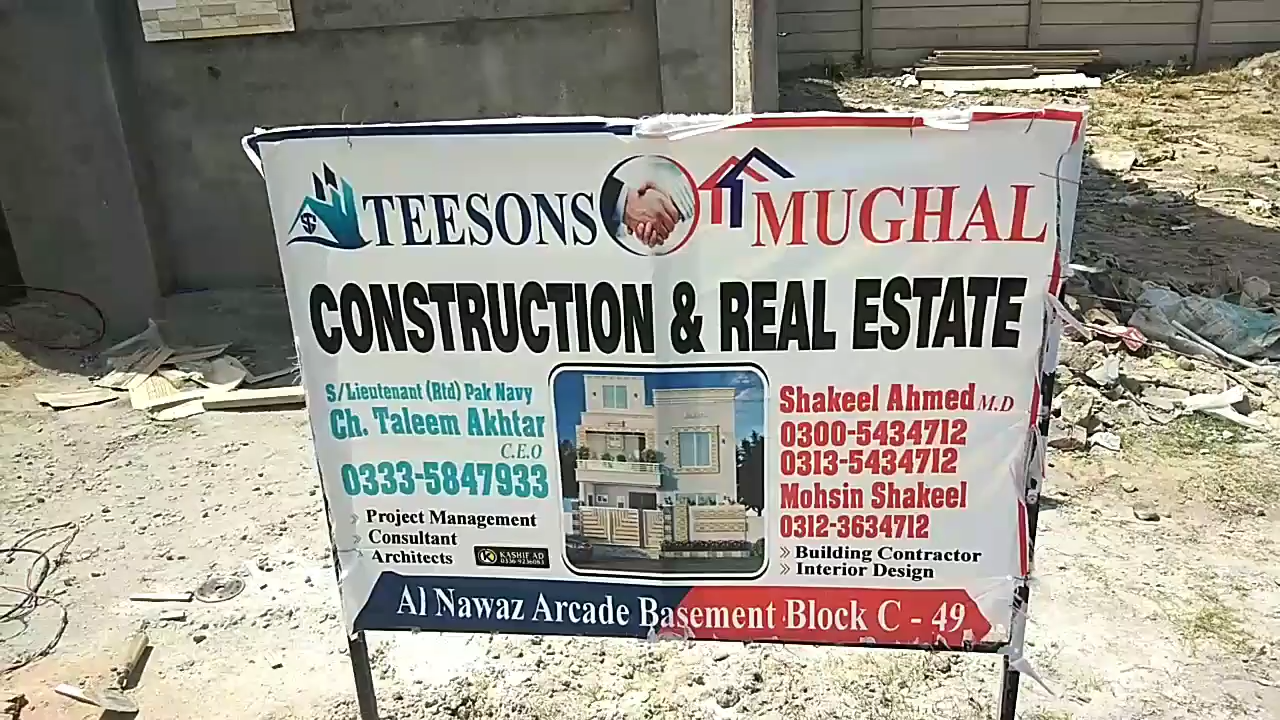 TEESONS MUGHAL
CONSTRUCTION & REAL ESTATE
S/Lieutenant (Rtd) Pak Navy
Ch. Taleem Akhtar
C.E.O
0333-5847933
Project Management
Consultant
Architects
KASHIF AD
0336-9236083
Shakeel Ahmed M.D
0300-5434712
0313-5434712
Mohsin Shakeel
0312-3634712
Building Contractor
Interior Design
Al Nawaz Arcade Basement Block C - 49